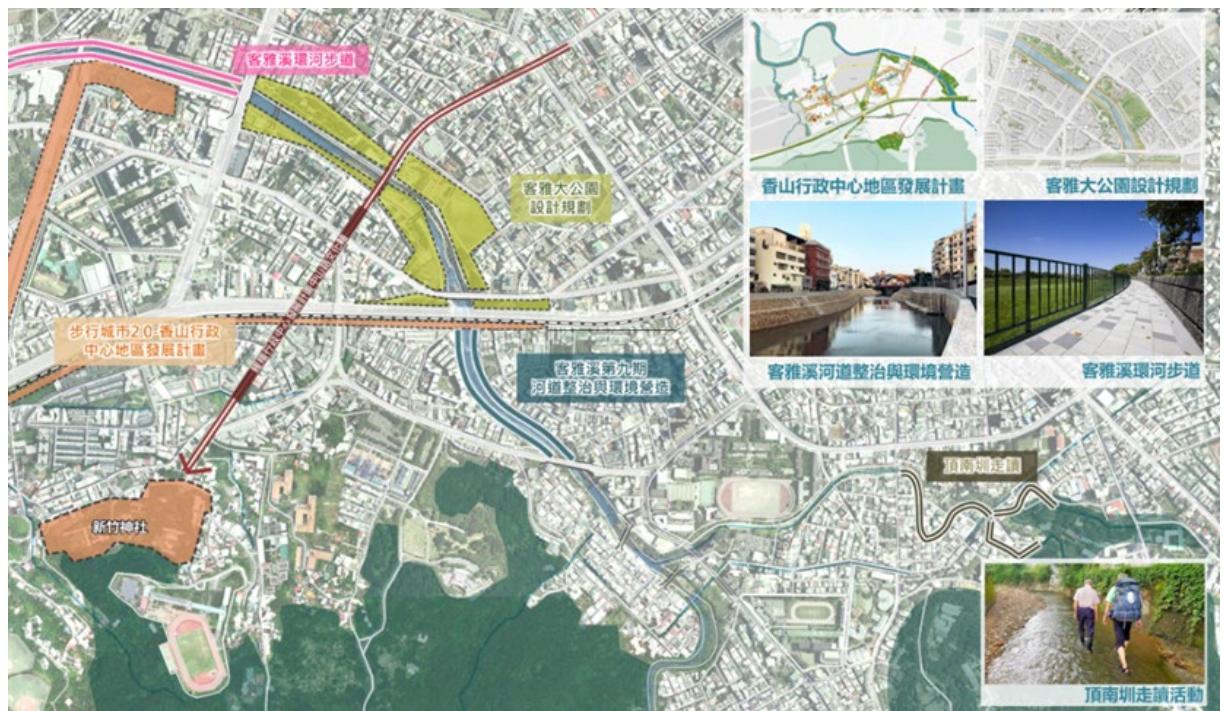 客雅溪環河步道
客雅大公園
設計規劃
步行城市2.0-香山行政
中心地區發展計畫
客雅溪第九期
河道整治與環境營造
新竹神社
頂南圳走讀
香山行政中心地區發展計畫
客雅大公園設計規劃
客雅溪河道整治與環境營造
客雅溪環河步道
頂南圳走讀活動